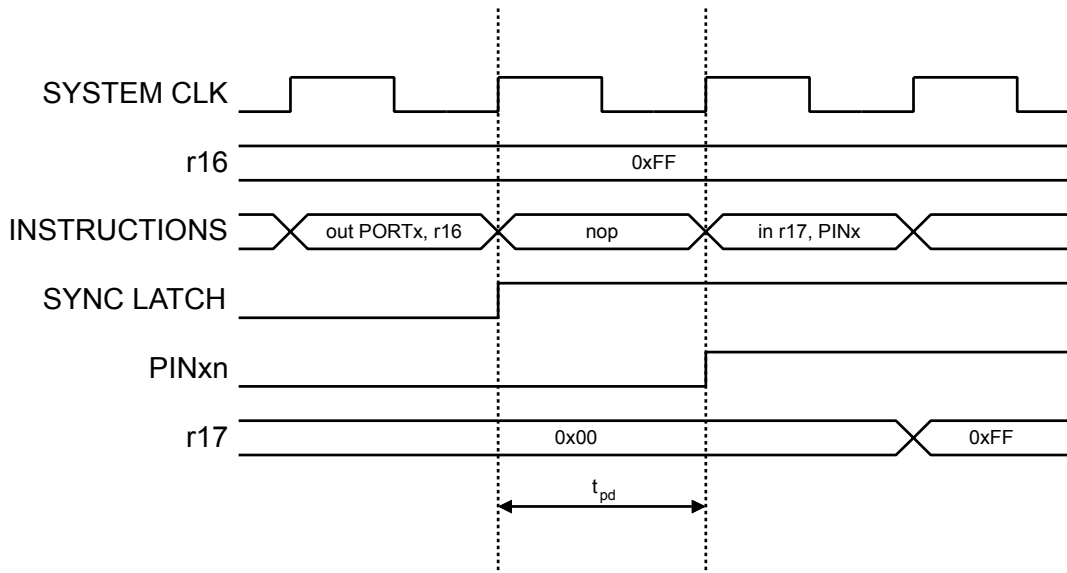 SYSTEM CLK
r16
0xFF
INSTRUCTIONS
out PORTx, r16
nop
in r17, PINx
SYNC LATCH
PINxn
r17
0x00
0xFF
tpd